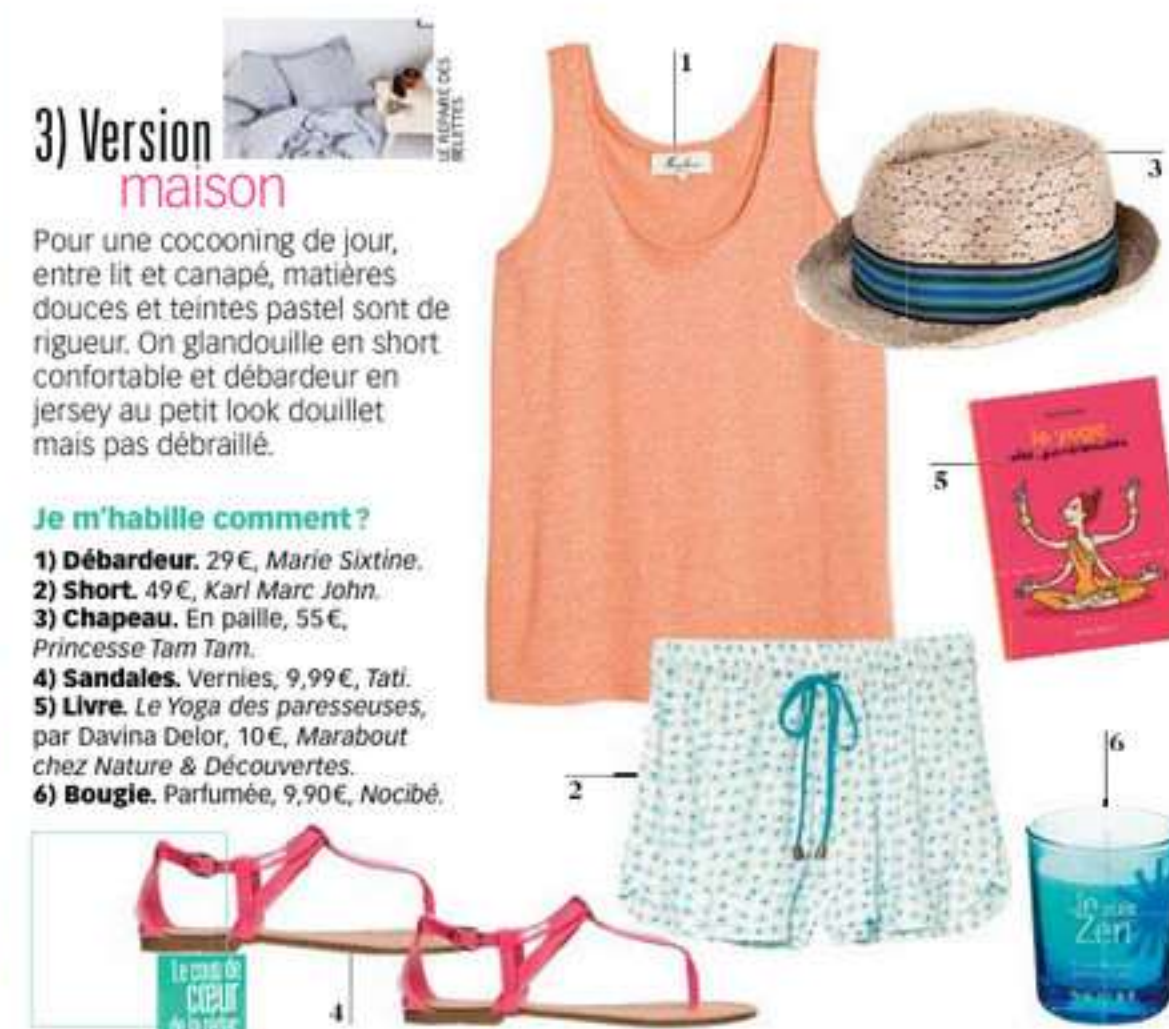 3) Version
maison
LE REPAIRE DES
BELETTES
Pour une cocooning de jour,
entre lit et canapé, matières
douces et teintes pastel sont de
rigueur. On glandouille en short
confortable et débardeur en
jersey au petit look douillet
mais pas débraillé.
Je m'habille comment ?
1) Débardeur. 29 €, Marie Sixtine.
2) Short. 49 €, Karl Marc John.
3) Chapeau. En paille, 55 €,
Princesse Tam Tam.
4) Sandales. Vernies, 9,99 €, Tati.
5) Livre. Le Yoga des paresseuses,
par Davina Delor, 10 €, Marabout
chez Nature & Découvertes.
6) Bougie. Parfumée, 9,90 €, Nocibé.
1
3
5
le yoga
des paresseuses
2
6
je suis
Zen
4
Le coup de
cœur